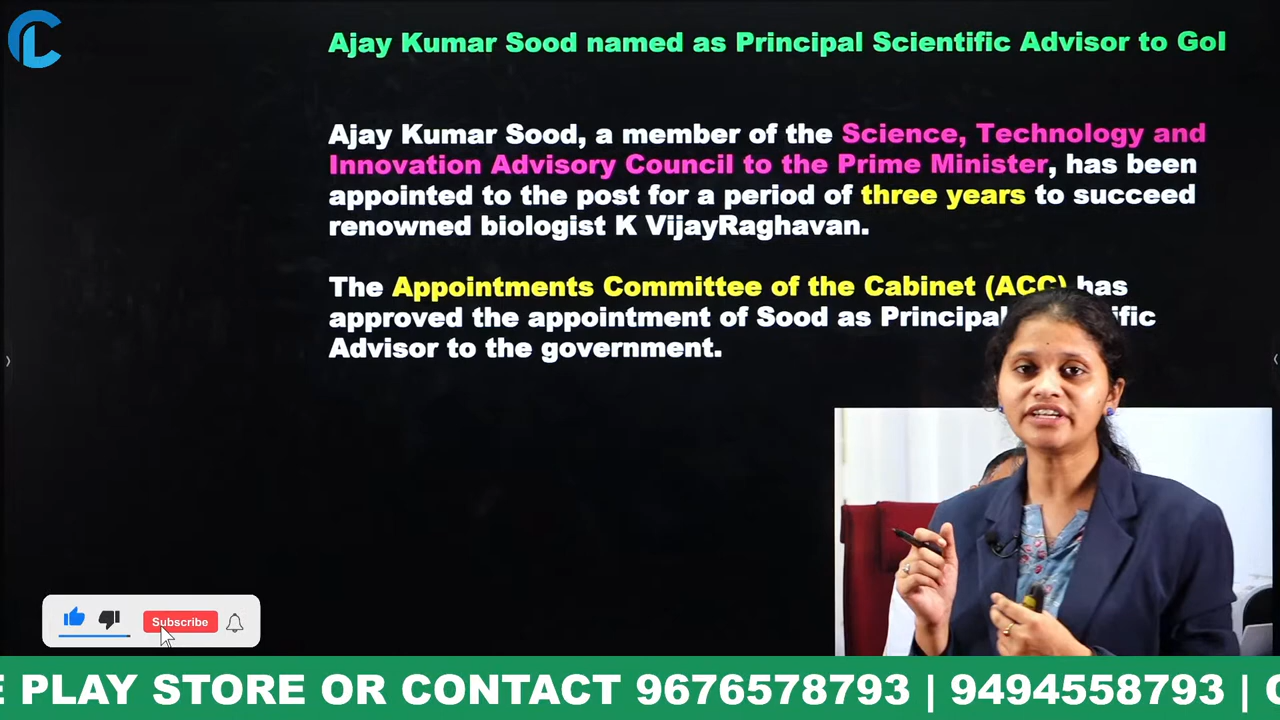 Ajay Kumar Sood named as Principal Scientific Advisor to GoI
Ajay Kumar Sood, a member of the Science, Technology and
Innovation Advisory Council to the Prime Minister, has been
appointed to the post for a period of three years to succeed
renowned biologist K VijayRaghavan.
The Appointments Committee of the Cabinet (ACC) has
approved the appointment of Sood as Principal
Advisor to the government.
Subscribe
PLAY STORE OR CONTACT 9676578793 | 9494558793 |